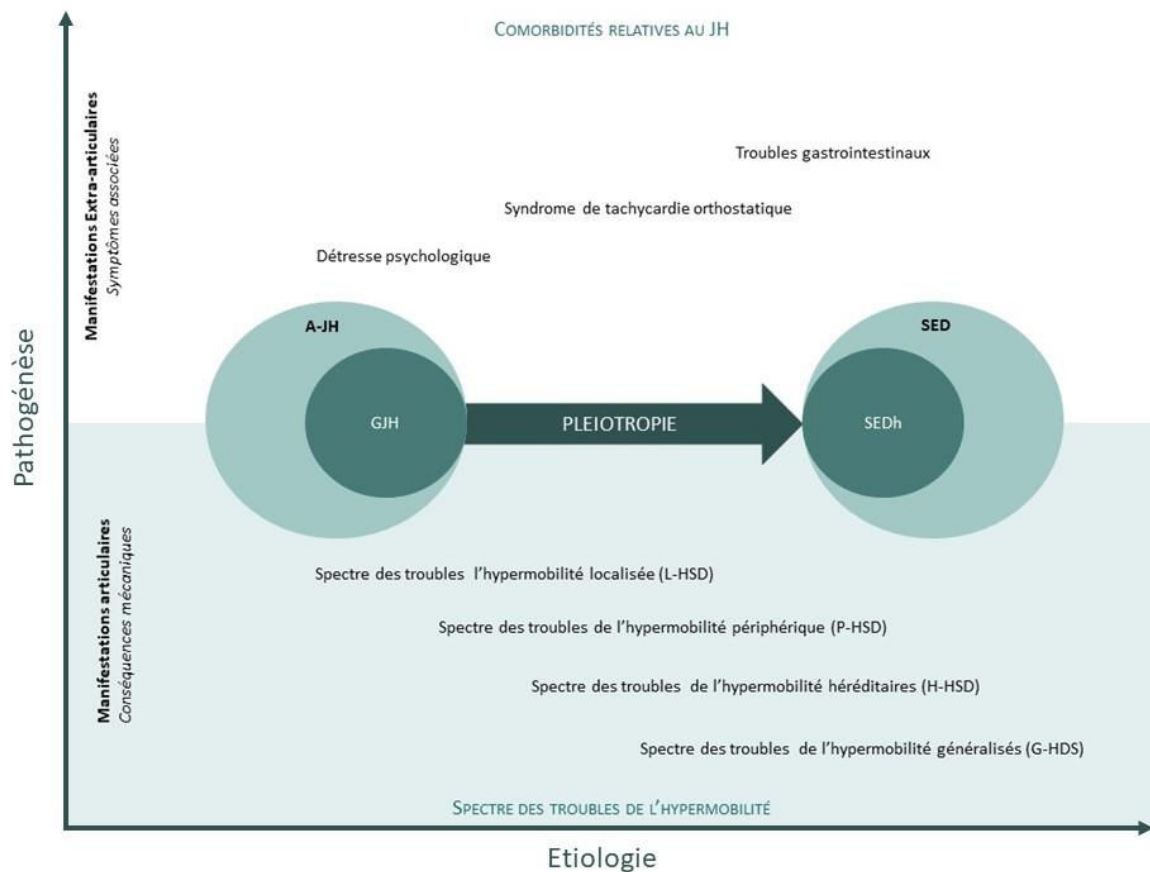 COMORBIDITÉS RELATIVES AU JH
Manifestations Extra-articulaires
Symptômes associées
Troubles gastrointestinaux
Syndrome de tachycardie orthostatique
Détresse psychologique
A-JH
SED
Pathogénèse
GJH
PLEIOTROPIE
SEDh
Manifestations articulaires
Conséquences mécaniques
Spectre des troubles l'hypermobilité localisée (L-HSD)
Spectre des troubles de l'hypermobilité périphérique (P-HSD)
Spectre des troubles de l'hypermobilité héréditaires (H-HSD)
Spectre des troubles de l'hypermobilité généralisés (G-HDS)
SPECTRE DES TROUBLES DE L'HYPERMOBILITÉ
Etiologie